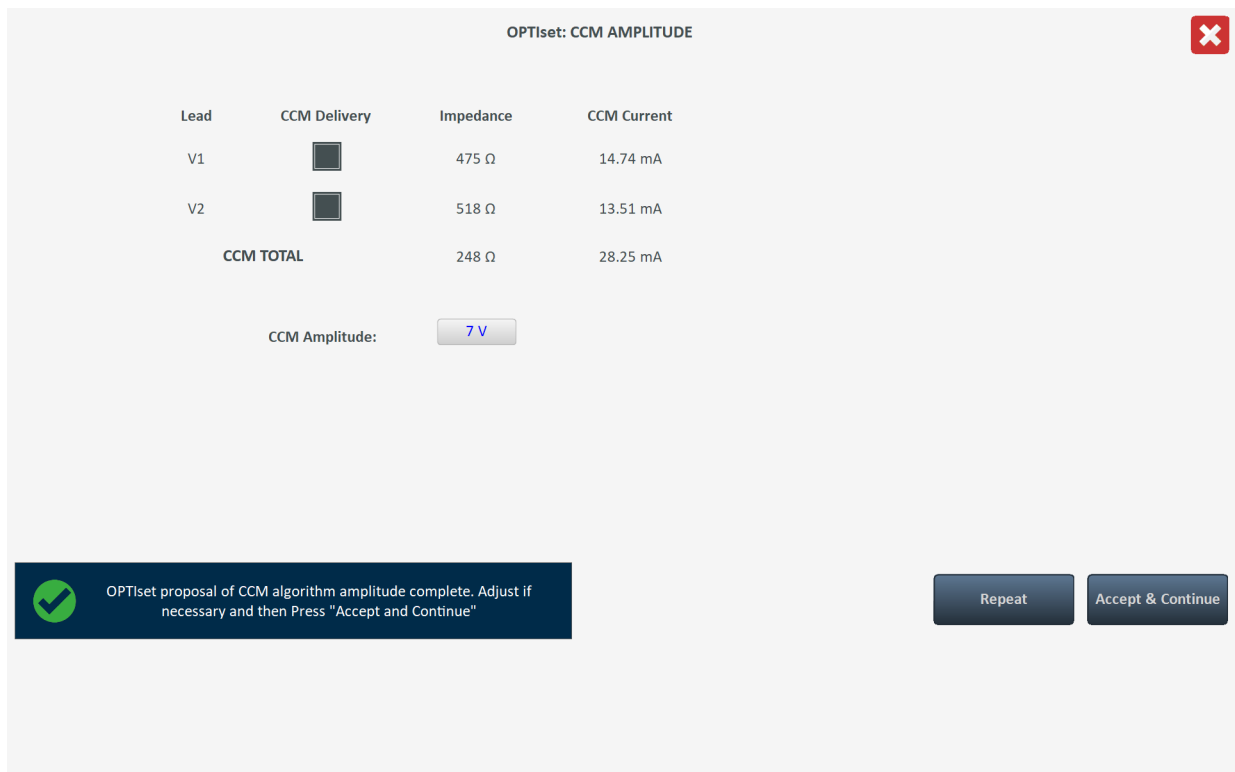 OPTIset: CCM AMPLITUDE
Lead CCM Delivery Impedance CCM Current
V1 475 Ω 14.74 mA
V2 518 Ω 13.51 mA
CCM TOTAL 248 Ω 28.25 mA
CCM Amplitude: 7 V
OPTIset proposal of CCM algorithm amplitude complete. Adjust if
necessary and then Press "Accept and Continue"
Repeat Accept & Continue